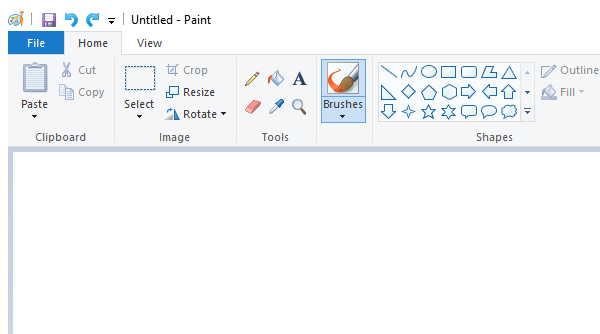 Untitled - Paint
File Home View
Paste
Cut
Copy
Clipboard
Select
Crop
Resize
Rotate
Image
A
Tools
Brushes
Outline
Fill
Shapes